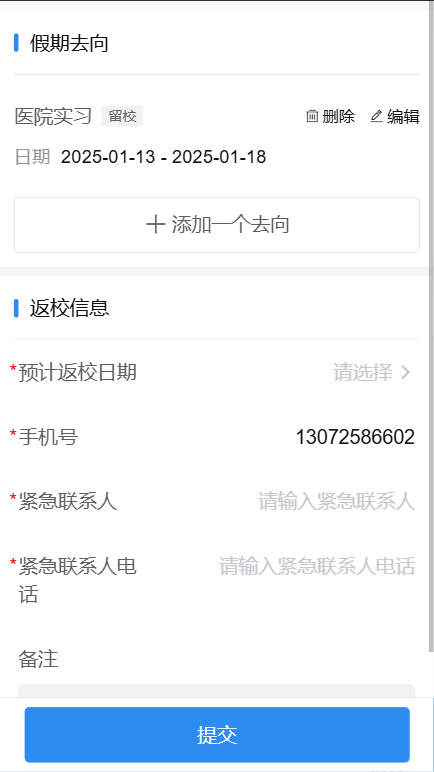 假期去向
医院实习 留校 删除 编辑
日期 2025-01-13 - 2025-01-18
添加一个去向
返校信息
*预计返校日期 请选择
*手机号 13072586602
*紧急联系人 请输入紧急联系人
*紧急联系人电 请输入紧急联系人电话
话
备注
提交